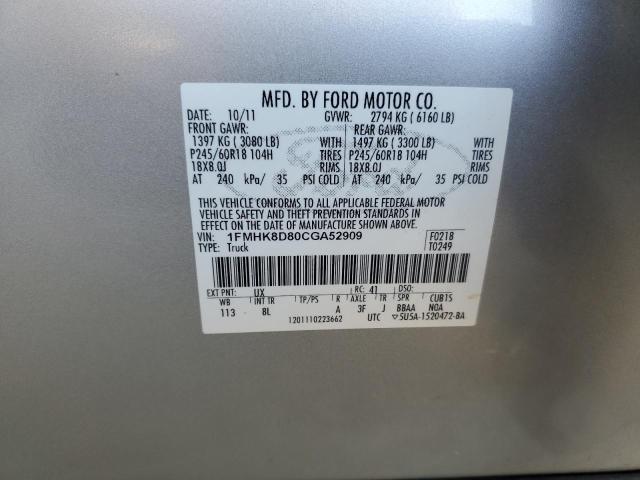 MFD. BY FORD MOTOR CO.
DATE: 10/11 GVWR: 2794 KG ( 6160 LB)
FRONT GAWR: REAR GAWR:
1397 KG ( 3080 LB) WITH 1497 KG ( 3300 LB) WITH
P245/60R18 104H TIRES P245/60R18 104H TIRES
18X8.0J RIMS 18X8.0J RIMS
AT 240 kPa/ 35 PSI COLD AT 240 kPa/ 35 PSI COLD
THIS VEHICLE CONFORMS TO ALL APPLICABLE FEDERAL MOTOR
VEHICLE SAFETY AND THEFT PREVENTION STANDARDS IN
EFFECT ON THE DATE OF MANUFACTURE SHOWN ABOVE.
VIN: 1FMHK8D80CGA52909 F0218
TYPE: Truck T0249
EXT PNT: UX RC: 41 DSO:
WB INT TR TP/PS R AXLE TR SPR CUBTS
113 8L A 3F J BBAA NOA
1201110223662 UTC ▽5U5A-1520472-BA